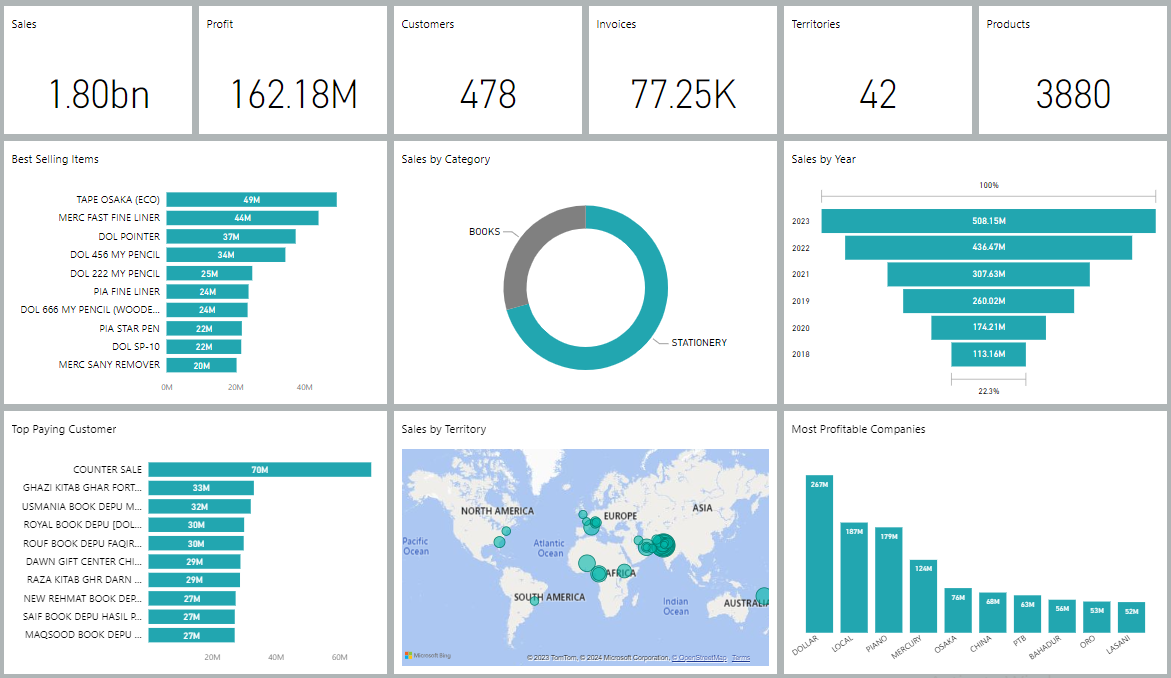 Sales
1.80bn
Profit
162.18M
Customers
478
Invoices
77.25K
Territories
42
Products
3880
Best Selling Items
TAPE OSAKA (ECO) 49M
MERC FAST FINE LINER 44M
DOL POINTER 37M
DOL 456 MY PENCIL 34M
DOL 222 MY PENCIL 25M
PIA FINE LINER 24M
DOL 666 MY PENCIL (WOODE... 24M
PIA STAR PEN 22M
DOL SP-10 22M
MERC SANY REMOVER 20M
0M 20M 40M
Sales by Category
BOOKS
STATIONERY
Sales by Year
100%
2023 508.15M
2022 436.47M
2021 307.63M
2019 260.02M
2020 174.21M
2018 113.16M
22.3%
Top Paying Customer
COUNTER SALE 70M
GHAZI KITAB GHAR FORT... 33M
USMANIA BOOK DEPU M... 32M
ROYAL BOOK DEPU [DOL... 30M
ROUF BOOK DEPU FAQIR... 30M
DAWN GIFT CENTER CHI... 29M
RAZA KITAB GHR DARN ... 29M
NEW REHMAT BOOK DEP... 27M
SAIF BOOK DEPU HASIL P... 27M
MAQSOOD BOOK DEPU ... 27M
20M 40M 60M
Sales by Territory
NORTH AMERICA
EUROPE
ASIA
Pacific
Ocean
Atlantic
Ocean
AFRICA
SOUTH AMERICA
Indian
Ocean
AUSTRALIA
Microsoft Bing
© 2023 TomTom, © 2024 Microsoft Corporation, © OpenStreetMap Terms
Most Profitable Companies
267M
187M
179M
124M
76M
68M
63M
56M
53M
52M
DOLLAR
LOCAL
PIANO
MERCURY
OSAKA
CHINA
PTB
BAHADUR
ORO
LASANI